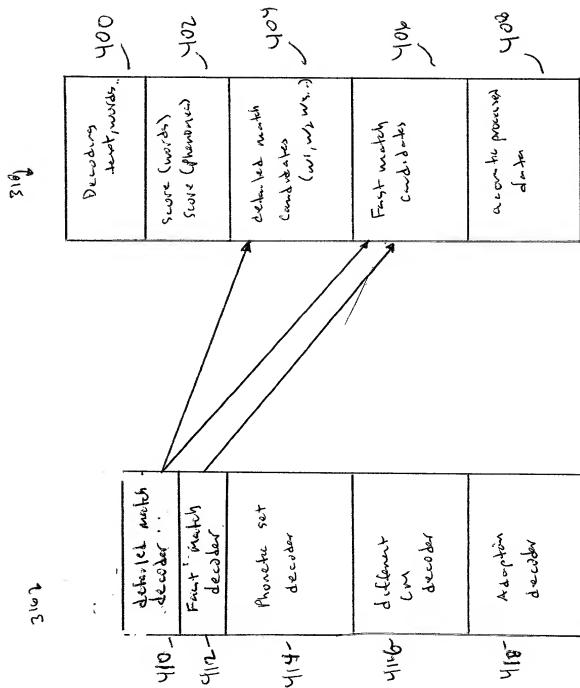 Decoding
text, words..
400
score (words)
score (phonemes)
402
detailed match
candidates
(w1, w2 w3..)
404
Fast match
candidates
406
acoustic processed
data
408
3162
detailed match
decoder
410
Fast match
decoder
412
Phonetic set
decoder
414
different
LM
decoder
416
Adaption
decoder
418